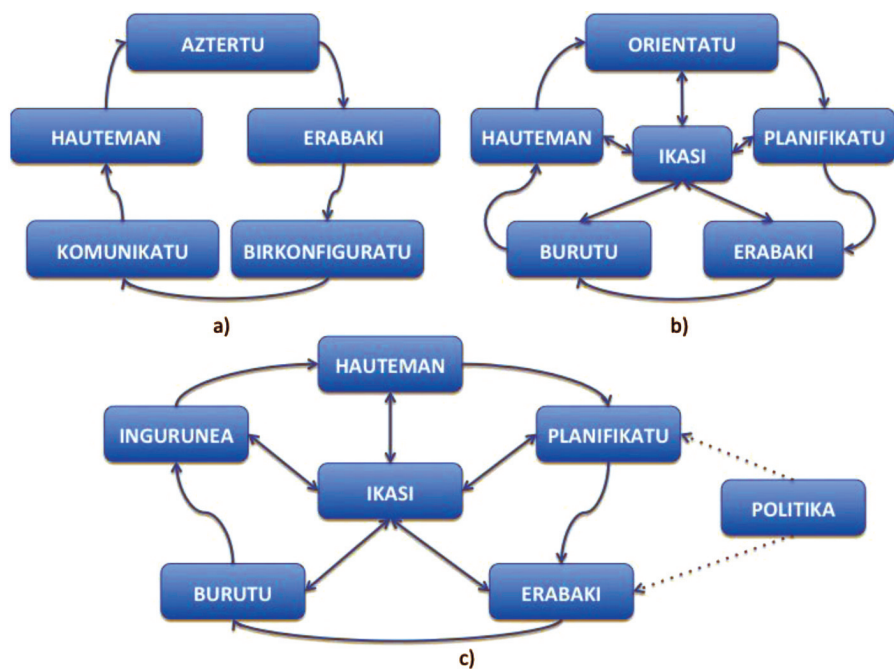 AZTERTU
HAUTEMAN
ERABAKI
KOMUNIKATU
BIRKONFIGURATU
a)
ORIENTATU
HAUTEMAN
IKASI
PLANIFIKATU
BURUTU
ERABAKI
b)
HAUTEMAN
INGURUNEA
PLANIFIKATU
IKASI
POLITIKA
BURUTU
ERABAKI
c)